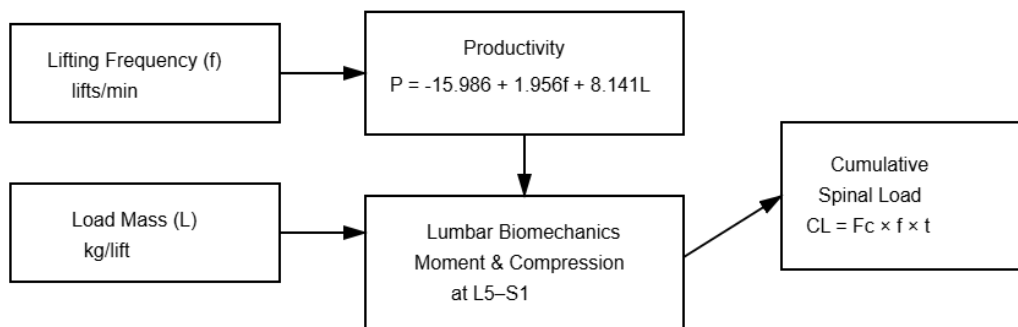 Lifting Frequency (f)
lifts/min
Productivity
P = -15.986 + 1.956f + 8.141L
Load Mass (L)
kg/lift
Lumbar Biomechanics
Moment & Compression
at L5–S1
Cumulative
Spinal Load
CL = Fc × f × t